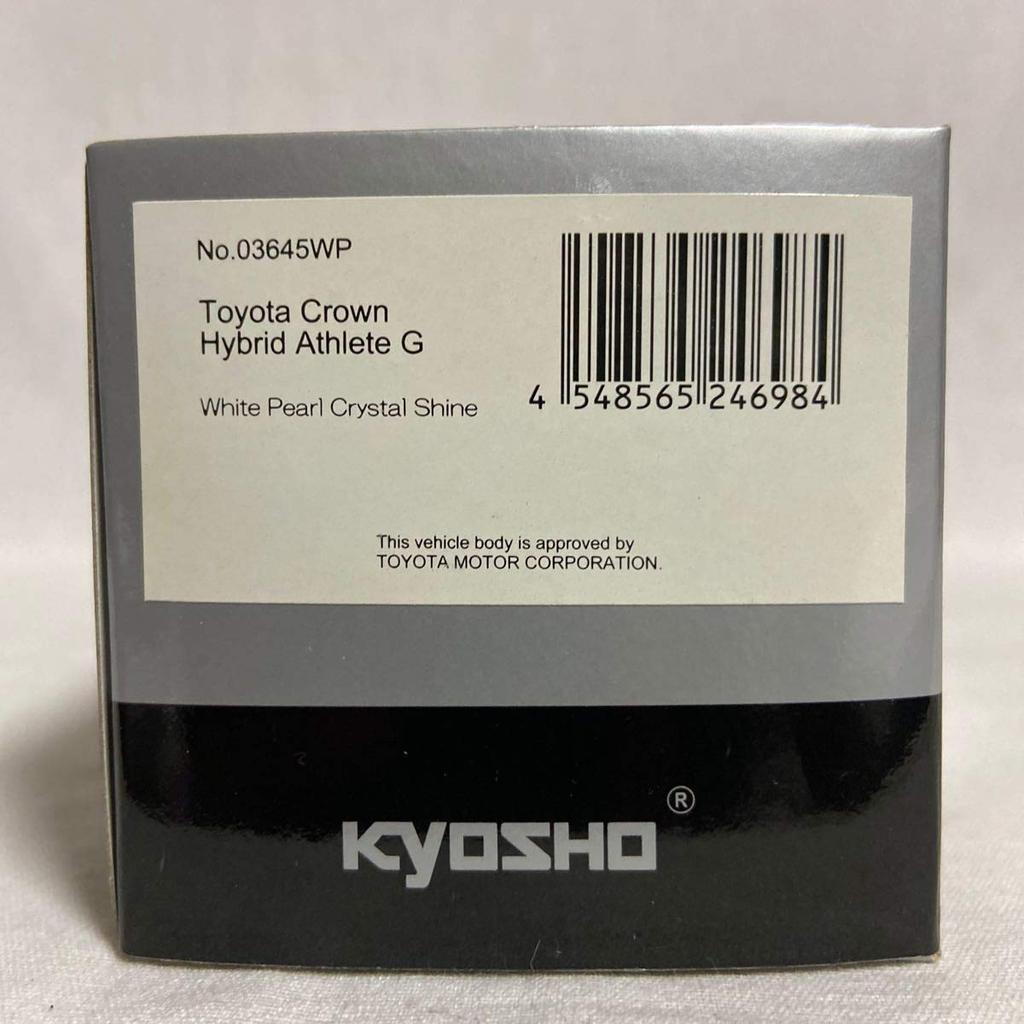 No.03645WP
Toyota Crown
Hybrid Athlete G
White Pearl Crystal Shine
4 548565 246984
This vehicle body is approved by
TOYOTA MOTOR CORPORATION.
KYOSHO®